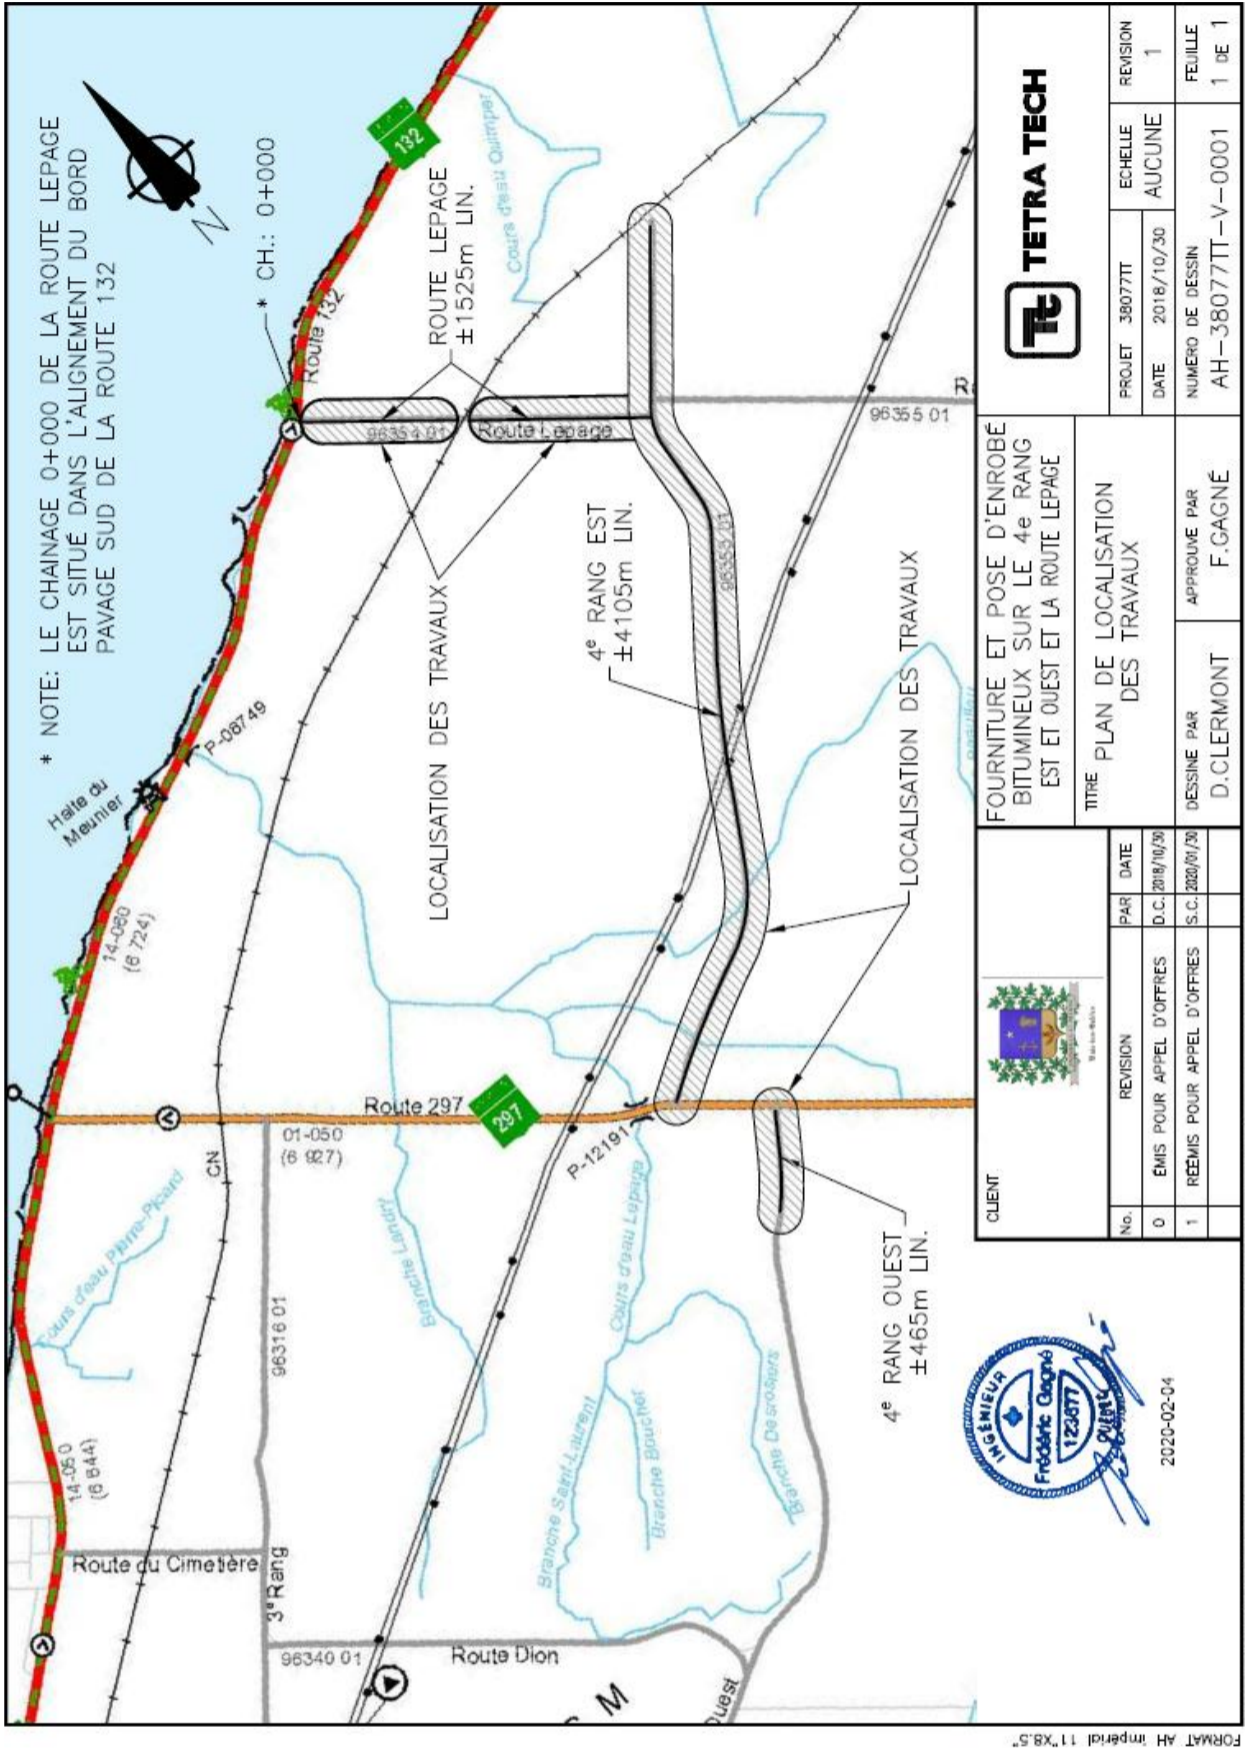 * NOTE: LE CHAINAGE 0+000 DE LA ROUTE LEPAGE
EST SITUÉ DANS L'ALIGNEMENT DU BORD
PAVAGE SUD DE LA ROUTE 132
N
* CH.: 0+000
132
Route 132
ROUTE LEPAGE
±1525m LIN.
Cours d'eau Quimper
96354 01
Route Lepage
96355 01
R
Halte du
Meunier
P-08749
14-060
(6 724)
LOCALISATION DES TRAVAUX
4e RANG EST
±4105m LIN.
96353 01
LOCALISATION DES TRAVAUX
Route 297
297
01-050
(6 927)
P-12191
CN
Cours d'eau Pierre-Picard
Branche Landry
Cours d'eau Lepage
96316 01
14-050
(6 844)
Branche Saint-Laurent
Branche Boucher
Branche Desrosiers
4e RANG OUEST
±465m LIN.
Route du Cimetière
3e Rang
96340 01
Route Dion
M
Ouest
INGÉNIEUR
Frédéric Gagné
123677
QUÉBEC
2020-02-04
CLIENT
No.
REVISION
PAR
DATE
0
ÉMIS POUR APPEL D'OFFRES
D.C.
2018/10/30
1
RÉÉMIS POUR APPEL D'OFFRES
S.C.
2020/01/30
FOURNITURE ET POSE D'ENROBÉ
BITUMINEUX SUR LE 4e RANG
EST ET OUEST ET LA ROUTE LEPAGE
TITRE
PLAN DE LOCALISATION
DES TRAVAUX
DESSINE PAR
D.CLERMONT
APPROUVE PAR
F.GAGNÉ
Tt TETRA TECH
PROJET 38077TT
DATE 2018/10/30
ECHELLE
AUCUNE
REVISION
1
NUMERO DE DESSIN
AH-38077TT-V-0001
FEUILLE
1 DE 1
FORMAT AH impérial 11"X8.5"